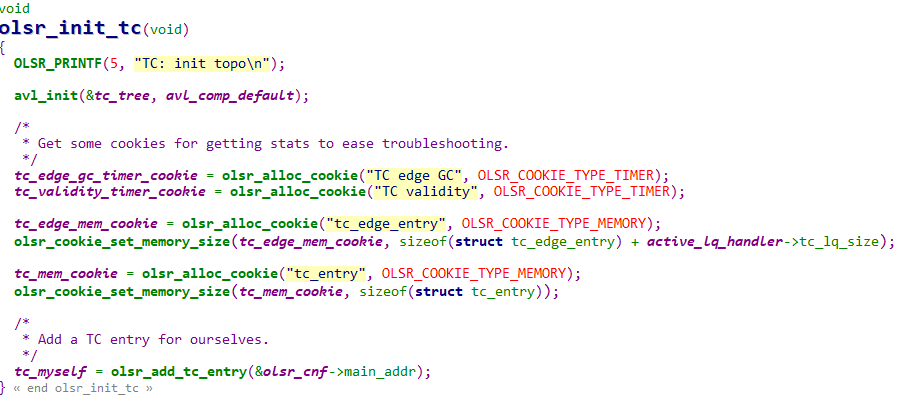 void
olsr_init_tc(void)
{
OLSR_PRINTF(5, "TC: init topo\n");
avl_init(&tc_tree, avl_comp_default);
/*
* Get some cookies for getting stats to ease troubleshooting.
*/
tc_edge_gc_timer_cookie = olsr_alloc_cookie("TC edge GC", OLSR_COOKIE_TYPE_TIMER);
tc_validity_timer_cookie = olsr_alloc_cookie("TC validity", OLSR_COOKIE_TYPE_TIMER);
tc_edge_mem_cookie = olsr_alloc_cookie("tc_edge_entry", OLSR_COOKIE_TYPE_MEMORY);
olsr_cookie_set_memory_size(tc_edge_mem_cookie, sizeof(struct tc_edge_entry) + active_lq_handler->tc_lq_size);
tc_mem_cookie = olsr_alloc_cookie("tc_entry", OLSR_COOKIE_TYPE_MEMORY);
olsr_cookie_set_memory_size(tc_mem_cookie, sizeof(struct tc_entry));
/*
* Add a TC entry for ourselves.
*/
tc_myself = olsr_add_tc_entry(&olsr_cnf->main_addr);
} « end olsr_init_tc »